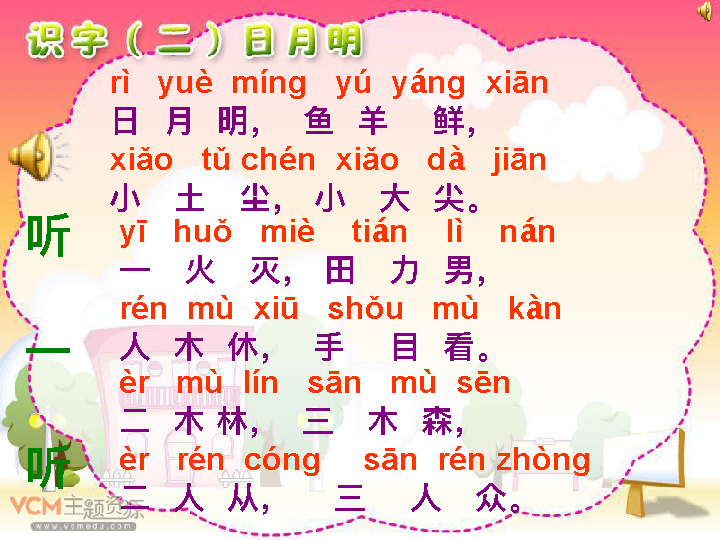 识字（二）日月明
rì yuè míng yú yáng xiān
日 月 明， 鱼 羊 鲜，
xiǎo tǔ chén xiǎo dà jiān
小 土 尘， 小 大 尖。
yī huǒ miè tián lì nán
一 火 灭， 田 力 男，
rén mù xiū shǒu mù kàn
人 木 休， 手 目 看。
èr mù lín sān mù sēn
二 木 林， 三 木 森，
èr rén cóng sān rén zhòng
二 人 从， 三 人 众。
听
一
听
VCM主题资源
www.vcmedu.com